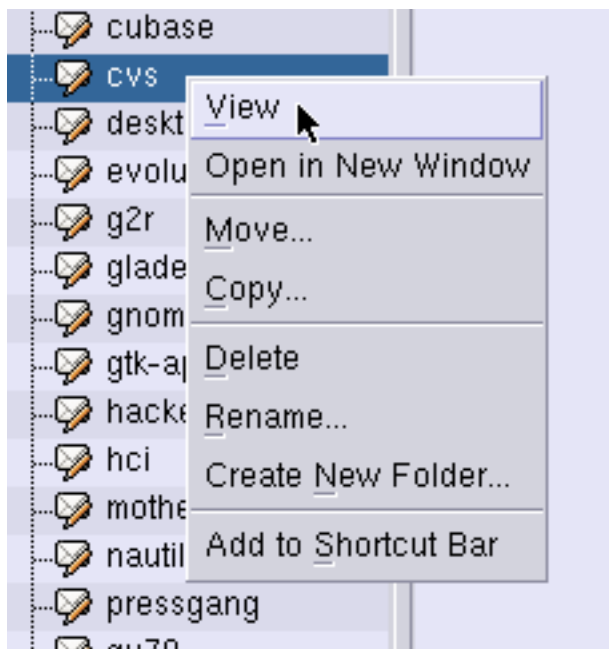 cubase
cvs
View
Open in New Window
Move...
Copy...
Delete
Rename...
Create New Folder...
Add to Shortcut Bar
g2r
hci
pressgang